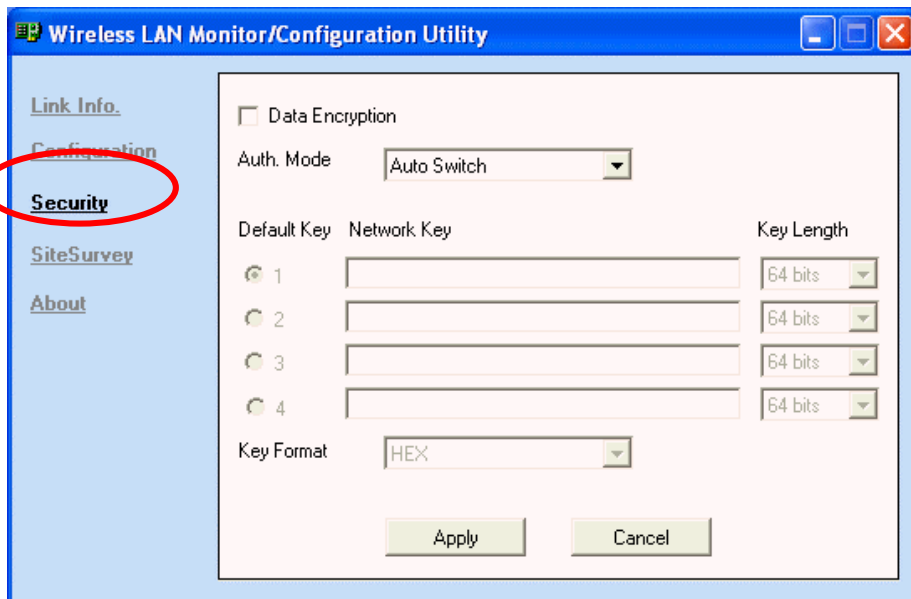 Wireless LAN Monitor/Configuration Utility
Link Info.
Configuration
Security
SiteSurvey
About
Data Encryption
Auth. Mode Auto Switch
Default Key Network Key Key Length
1 64 bits
2 64 bits
3 64 bits
4 64 bits
Key Format HEX
Apply Cancel